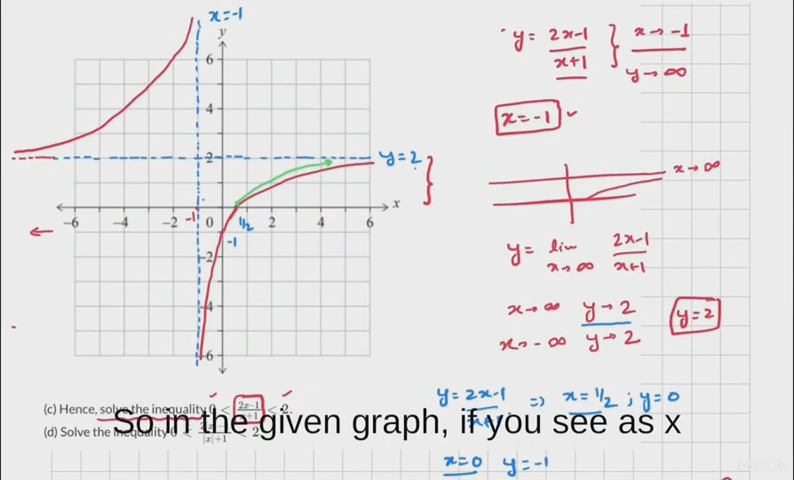 x=-1
y
6
4
2
y=2
-6
-4
-2
-1
0
1/2
2
4
6
x
-1
-2
-4
-6
y= 2x-1 / x+1 } x→-1
y→∞
x=-1
x→∞
y= lim x→∞ 2x-1 / x+1
x→∞ y→2
x→-∞ y→2
y=2
(c) Hence, solve the inequality 0 < 2x-1 / x+1 < 2.
(d) Solve the inequality 0 < |x|+1 < 2
y= 2x-1 => x=1/2 ; y=0
So in the given graph, if you see as x
x=0 y=-1